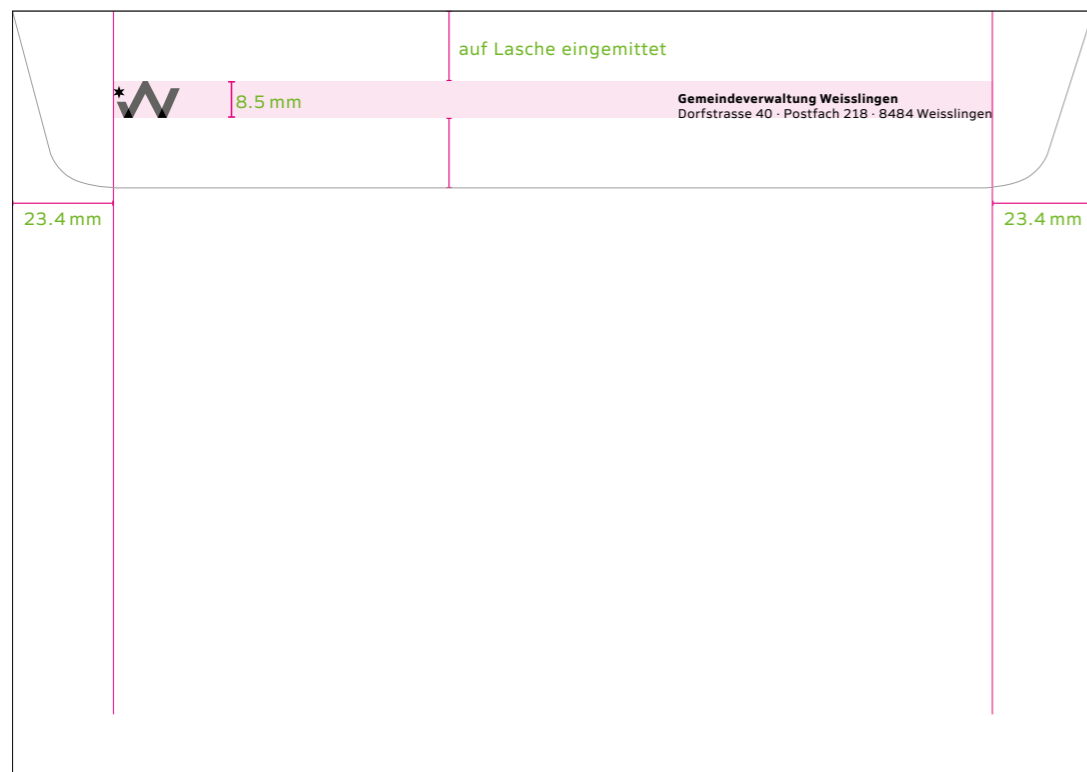 auf Lasche eingemittet
8.5 mm
Gemeindeverwaltung Weisslingen
Dorfstrasse 40 · Postfach 218 · 8484 Weisslingen
23.4 mm
23.4 mm